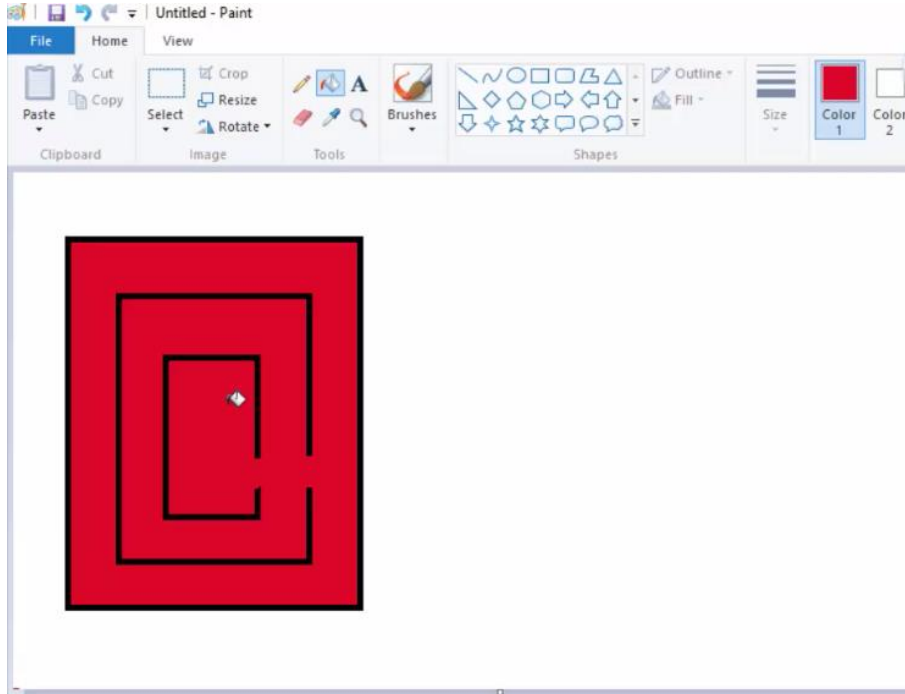 Untitled - Paint
File Home View
Cut
Copy
Paste
Clipboard
Select
Crop
Resize
Rotate
Image
A
Tools
Brushes
Outline
Fill
Shapes
Size
Color
1
Color
2